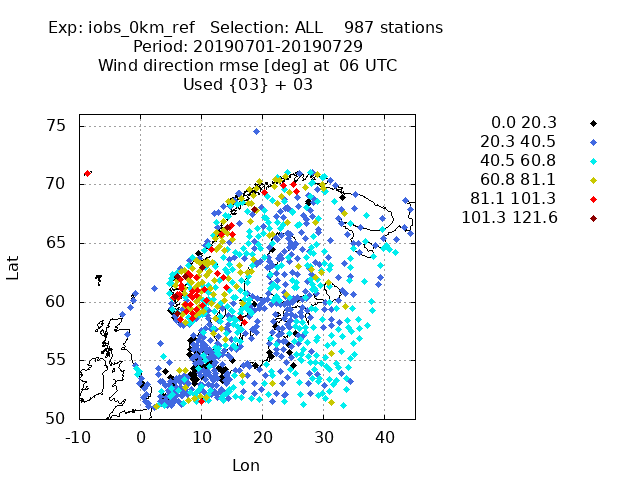 Exp: iobs_0km_ref   Selection: ALL    987 stations
Period: 20190701-20190729
Wind direction rmse [deg] at  06 UTC
Used {03} + 03
0.0 20.3
20.3 40.5
40.5 60.8
60.8 81.1
81.1 101.3
101.3 121.6
75
70
65
60
55
50
Lat
-10 0 10 20 30 40
Lon